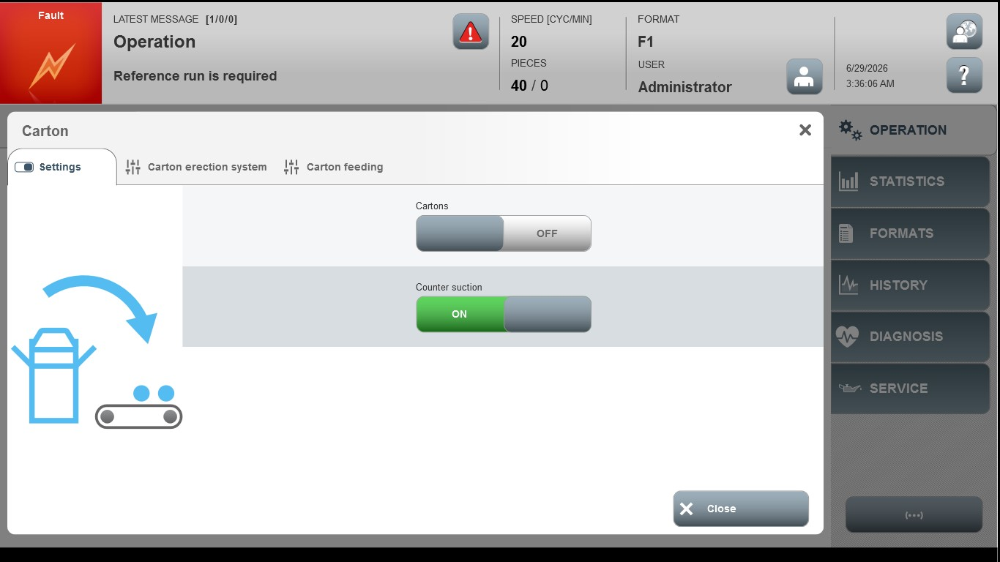 Fault
LATEST MESSAGE [1/0/0]
Operation
Reference run is required
SPEED [CYC/MIN]
20
PIECES
40 / 0
FORMAT
F1
USER
Administrator
6/29/2026
3:36:06 AM
?
Carton
Settings
Carton erection system
Carton feeding
Cartons
OFF
Counter suction
ON
Close
OPERATION
STATISTICS
FORMATS
HISTORY
DIAGNOSIS
SERVICE
(•••)